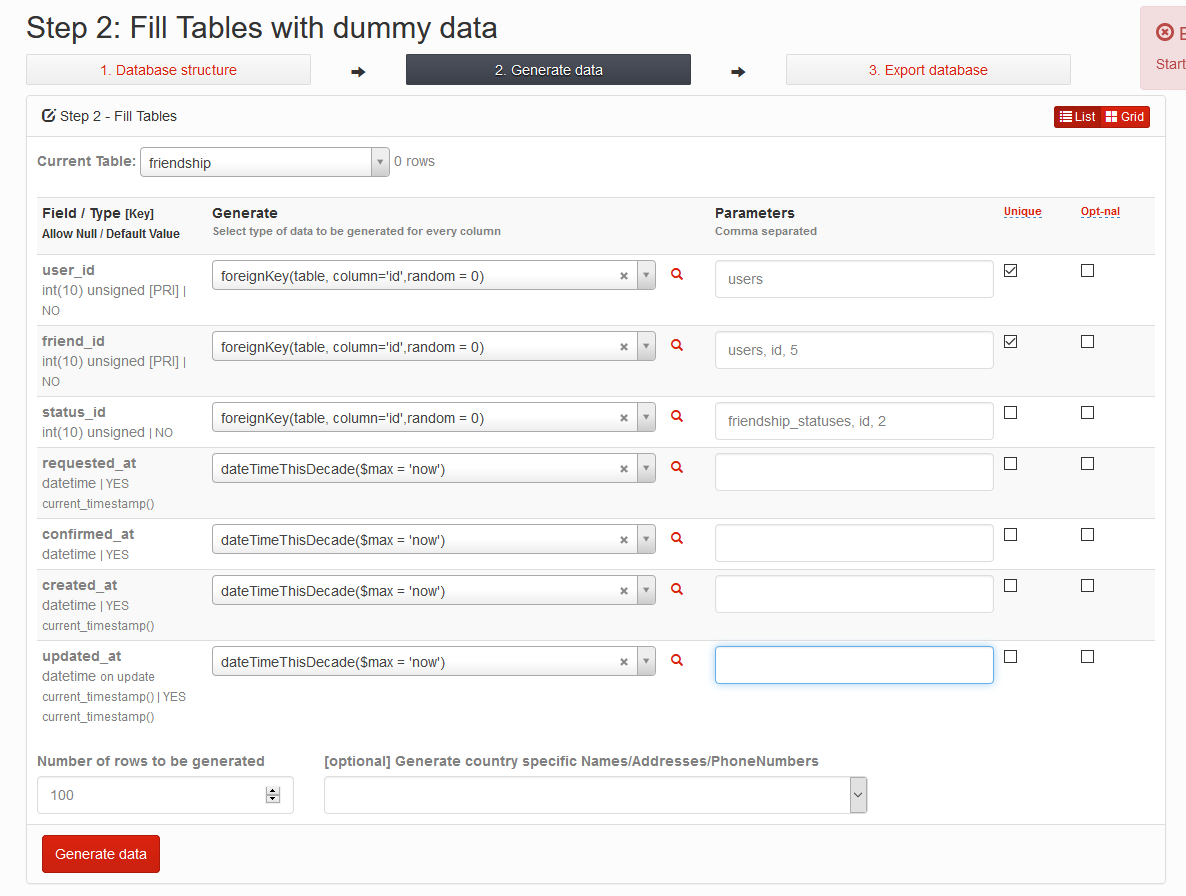 Step 2: Fill Tables with dummy data
1. Database structure
2. Generate data
3. Export database
Start
Step 2 - Fill Tables
List Grid
Current Table: friendship 0 rows
Field / Type [Key]
Allow Null / Default Value
Generate
Select type of data to be generated for every column
Parameters
Comma separated
Unique
Opt-nal
user_id
int(10) unsigned [PRI] |
NO
foreignKey(table, column='id',random = 0)
users
friend_id
int(10) unsigned [PRI] |
NO
foreignKey(table, column='id',random = 0)
users, id, 5
status_id
int(10) unsigned | NO
foreignKey(table, column='id',random = 0)
friendship_statuses, id, 2
requested_at
datetime | YES
current_timestamp()
dateTimeThisDecade($max = 'now')
confirmed_at
datetime | YES
dateTimeThisDecade($max = 'now')
created_at
datetime | YES
current_timestamp()
dateTimeThisDecade($max = 'now')
updated_at
datetime on update
current_timestamp() | YES
current_timestamp()
dateTimeThisDecade($max = 'now')
Number of rows to be generated
100
[optional] Generate country specific Names/Addresses/PhoneNumbers
Generate data